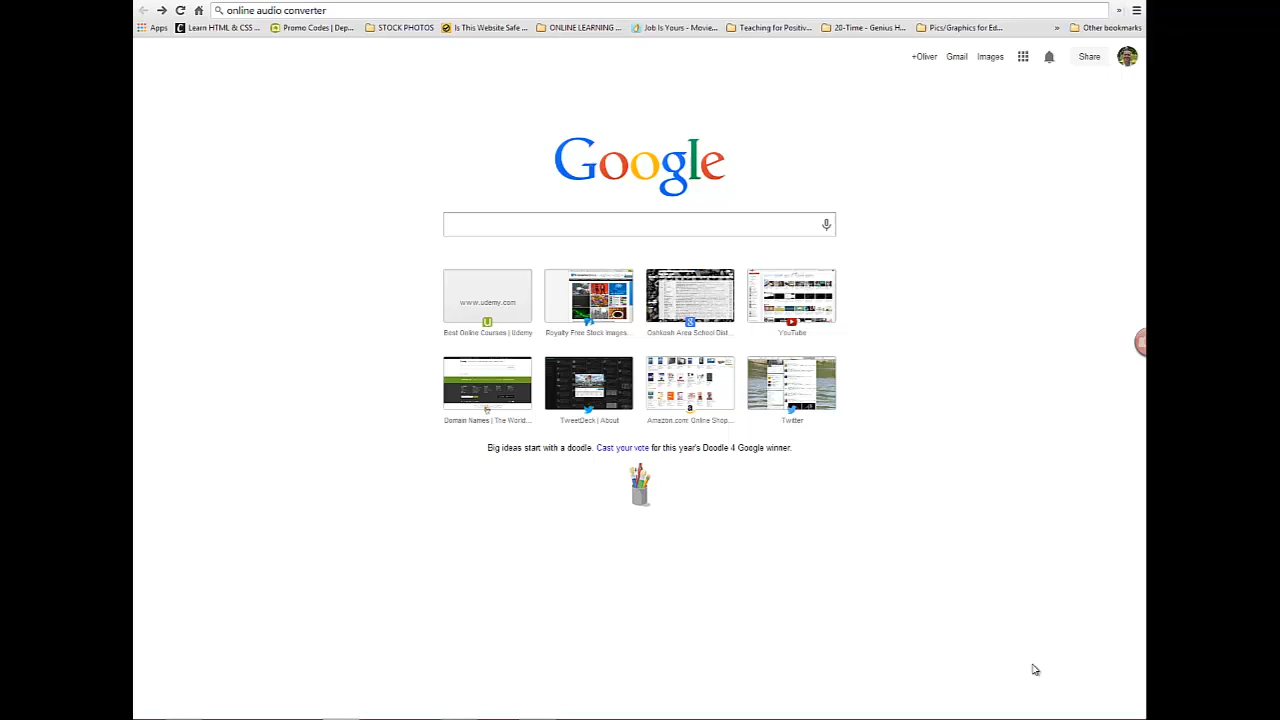 online audio converter
»
Apps Learn HTML & CSS ... Promo Codes | Dep... STOCK PHOTOS Is This Website Safe ... ONLINE LEARNING ... Job Is Yours - Movie... Teaching for Positiv... 20-Time - Genius H... Pics/Graphics for Ed... » Other bookmarks
+Oliver Gmail Images Share
Google
www.udemy.com
Best Online Courses | Udemy Royalty Free Stock Images... Oshkosh Area School Dist... YouTube
Domain Names | The World... TweetDeck | About Amazon.com: Online Shop... Twitter
Big ideas start with a doodle. Cast your vote for this year's Doodle 4 Google winner.